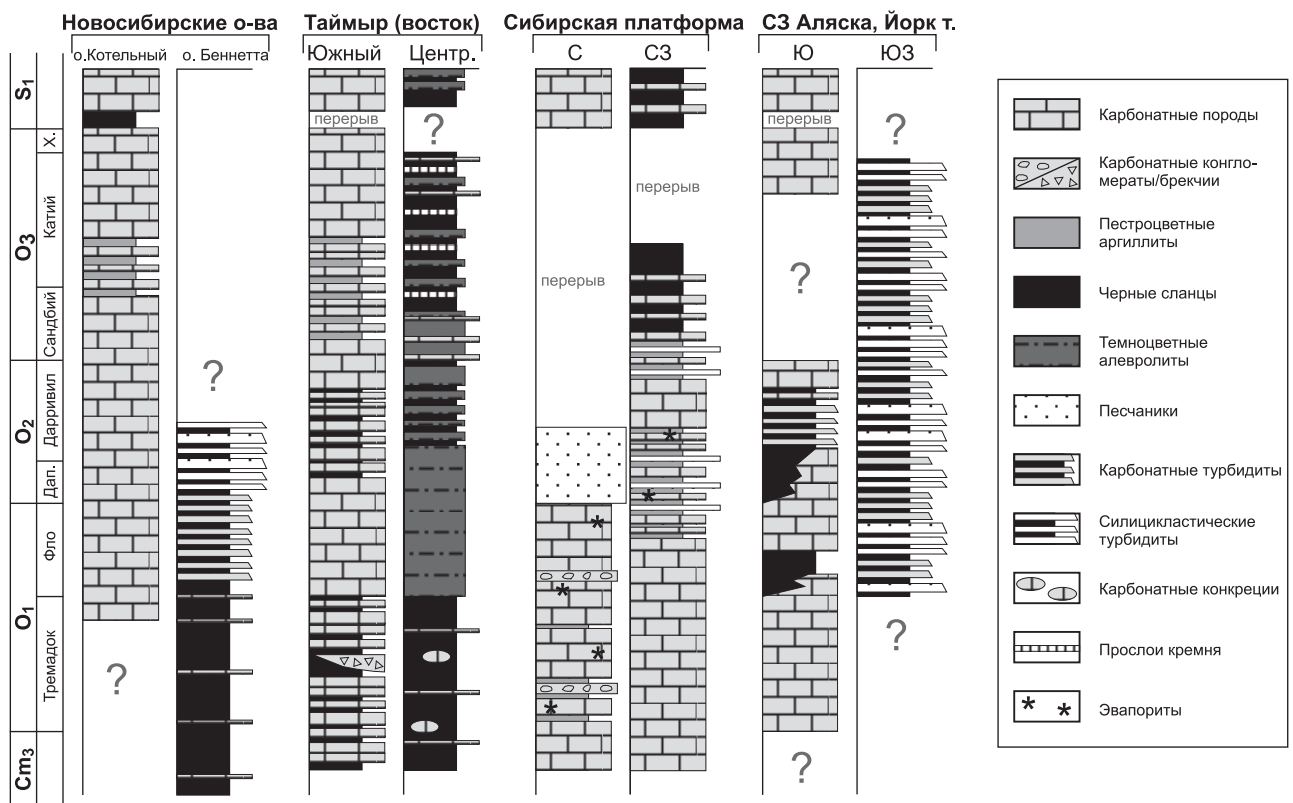 Новосибирские о-ва
Таймыр (восток)
Сибирская платформа
СЗ Аляска, Йорк т.
о.Котельный
о. Беннетта
Южный
Центр.
С
СЗ
Ю
ЮЗ
S1
O3
O2
O1
Cm3
Х.
Катий
Сандбий
Дарривил
Дап.
Фло
Тремадок
?
?
перерыв
?
перерыв
перерыв
перерыв
?
?
?
?
Карбонатные породы
Карбонатные конгло-
мераты/брекчии
Пестроцветные
аргиллиты
Черные сланцы
Темноцветные
алевролиты
Песчаники
Карбонатные турбидиты
Силицикластические
турбидиты
Карбонатные конкреции
Прослои кремня
Эвапориты